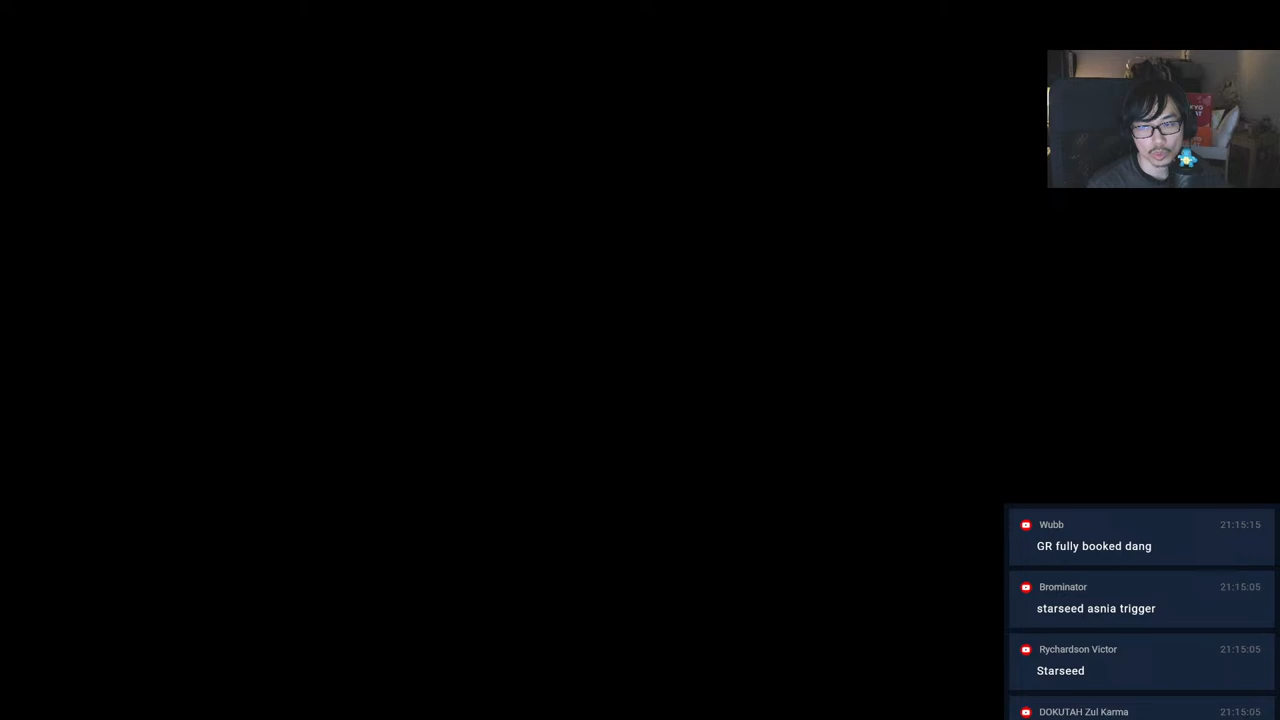 Wubb 21:15:15
GR fully booked dang
Brominator 21:15:05
starseed asnia trigger
Rychardson Victor 21:15:05
Starseed
DOKUTAH Zul Karma 21:15:05